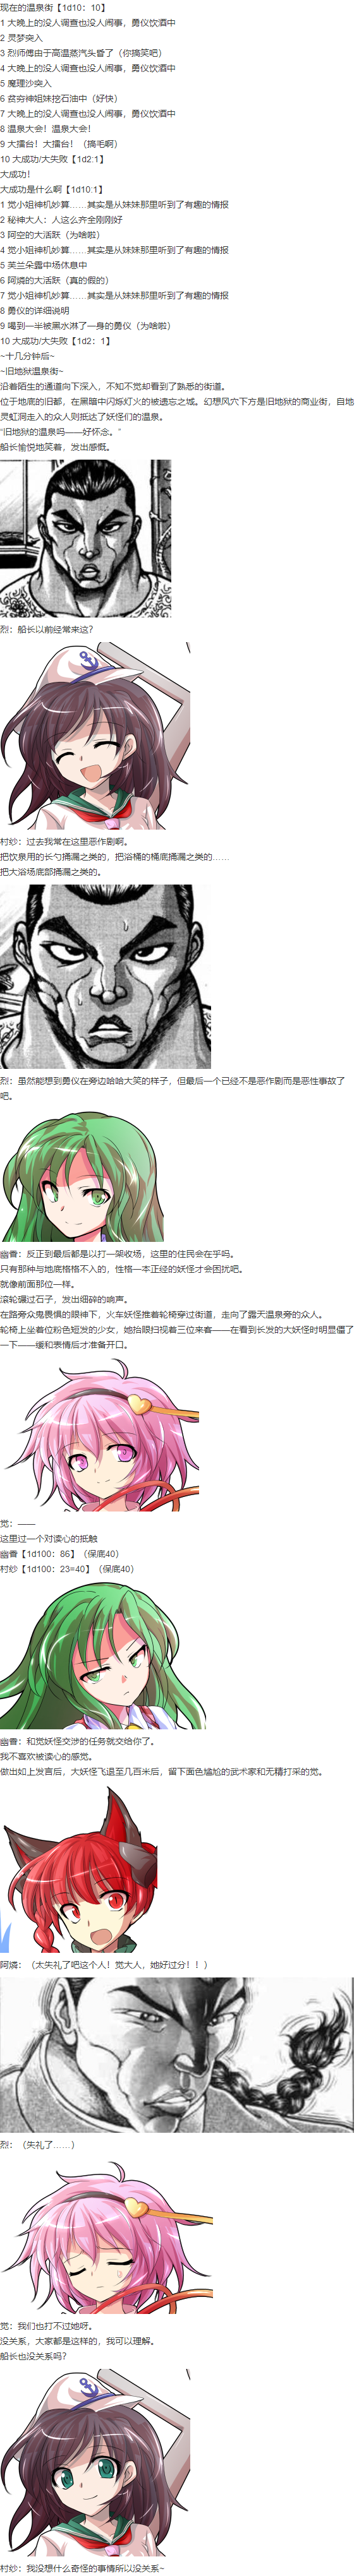 现在的温泉街【1d10：10】
1 大晚上的没人调查也没人闹事，勇仪饮酒中
2 灵梦突入
3 烈师傅由于高温蒸汽头昏了（你搞笑吧）
4 大晚上的没人调查也没人闹事，勇仪饮酒中
5 魔理沙突入
6 贫穷神姐妹挖石油中（好快）
7 大晚上的没人调查也没人闹事，勇仪饮酒中
8 温泉大会！温泉大会！
9 大擂台！大擂台！（搞毛啊）
10 大成功/大失败【1d2:1】
大成功！
大成功是什么啊【1d10:1】
1 觉小姐神机妙算……其实是从妹妹那里听到了有趣的情报
2 秘神大人：人这么齐全刚刚好
3 阿空的大活跃（为啥啦）
4 觉小姐神机妙算……其实是从妹妹那里听到了有趣的情报
5 芙兰朵露中场休息中
6 阿燐的大活跃（真的假的）
7 觉小姐神机妙算……其实是从妹妹那里听到了有趣的情报
8 勇仪的详细说明
9 喝到一半被黑水淋了一身的勇仪（为啥啦）
10 大成功/大失败【1d2：1】
~十几分钟后~
~旧地狱温泉街~
沿着陌生的通道向下深入，不知不觉却看到了熟悉的街道。
位于地底的旧都，在黑暗中闪烁灯火的被遗忘之城。幻想风穴下方是旧地狱的商业街，自地
灵虹洞走入的众人则抵达了妖怪们的温泉。
“旧地狱的温泉吗——好怀念。”
船长愉悦地笑着，发出感慨。
烈：船长以前经常来这？
村纱：过去我常在这里恶作剧啊。
把饮泉用的长勺捅漏之类的，把浴桶的桶底捅漏之类的……
把大浴场底部捅漏之类的。
烈：虽然能想到勇仪在旁边哈哈大笑的样子，但最后一个已经不是恶作剧而是恶性事故了
吧。
幽香：反正到最后都是以打一架收场，这里的住民会在乎吗。
只有那种与地底格格不入的，性格一本正经的妖怪才会困扰吧。
就像前面那位一样。
滚轮碾过石子，发出细碎的响声。
在路旁众鬼畏惧的眼神下，火车妖怪推着轮椅穿过街道，走向了露天温泉旁的众人。
轮椅上坐着位粉色短发的少女，她抬眼扫视着三位来者——在看到长发的大妖怪时明显僵了
一下——缓和表情后才准备开口。
觉：——
这里过一个对读心的抵触
幽香【1d100：86】（保底40）
村纱【1d100：23=40】（保底40）
幽香：和觉妖怪交涉的任务就交给你了。
我不喜欢被读心的感觉。
做出如上发言后，大妖怪飞退至几百米后，留下面色尴尬的武术家和无精打采的觉。
阿燐：（太失礼了吧这个人！觉大人，她好过分！！）
烈：（失礼了……）
觉：我们也打不过她呀。
没关系，大家都是这样的，我可以理解。
船长也没关系吗？
村纱：我没想什么奇怪的事情所以没关系~